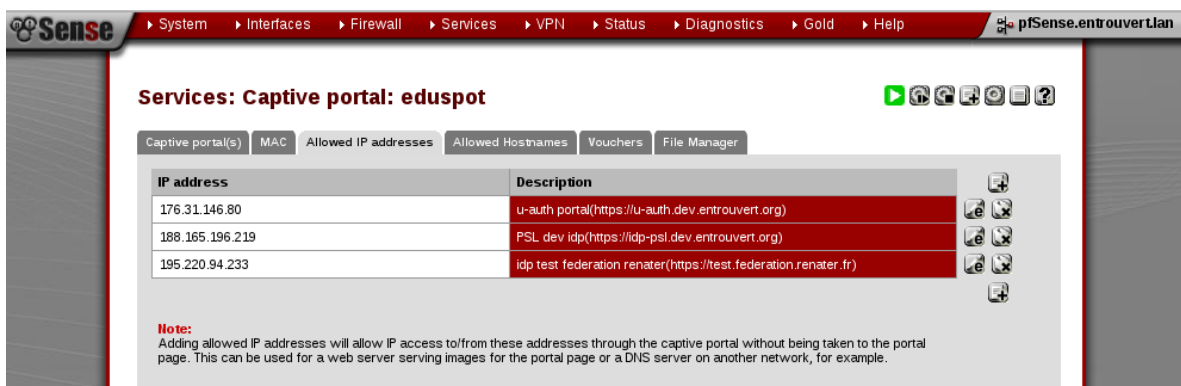 Sense
System Interfaces Firewall Services VPN Status Diagnostics Gold Help
pfSense.entrouvert.lan
Services: Captive portal: eduspot
Captive portal(s) MAC Allowed IP addresses Allowed Hostnames Vouchers File Manager
IP address Description
176.31.146.80 u-auth portal(https://u-auth.dev.entrouvert.org)
188.165.196.219 PSL dev idp(https://idp-psl.dev.entrouvert.org)
195.220.94.233 idp test federation renater(https://test.federation.renater.fr)
Note:
Adding allowed IP addresses will allow IP access to/from these addresses through the captive portal without being taken to the portal
page. This can be used for a web server serving images for the portal page or a DNS server on another network, for example.